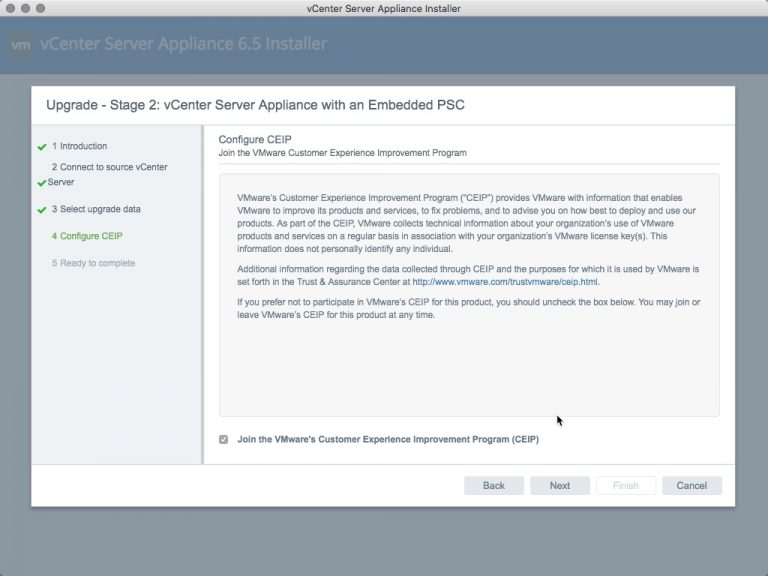 vCenter Server Appliance Installer
vm vCenter Server Appliance 6.5 Installer
Upgrade - Stage 2: vCenter Server Appliance with an Embedded PSC
1 Introduction
2 Connect to source vCenter
Server
3 Select upgrade data
4 Configure CEIP
5 Ready to complete
Configure CEIP
Join the VMware Customer Experience Improvement Program
VMware's Customer Experience Improvement Program ("CEIP") provides VMware with information that enables
VMware to improve its products and services, to fix problems, and to advise you on how best to deploy and use our
products. As part of the CEIP, VMware collects technical information about your organization's use of VMware
products and services on a regular basis in association with your organization's VMware license key(s). This
information does not personally identify any individual.
Additional information regarding the data collected through CEIP and the purposes for which it is used by VMware is
set forth in the Trust & Assurance Center at http://www.vmware.com/trustvmware/ceip.html.
If you prefer not to participate in VMware's CEIP for this product, you should uncheck the box below. You may join or
leave VMware's CEIP for this product at any time.
Join the VMware's Customer Experience Improvement Program (CEIP)
Back Next Finish Cancel